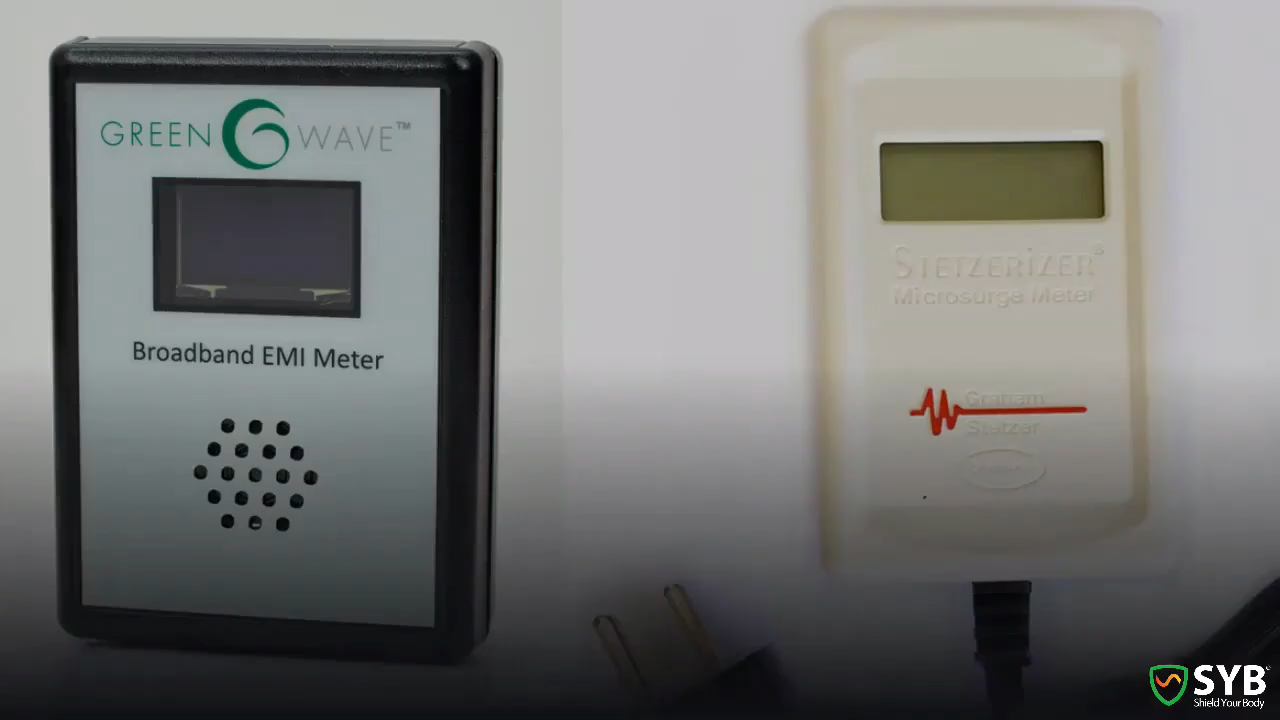 GREEN WAVE™
Broadband EMI Meter
STETZERiZER®
Microsurge Meter
Graham
Stetzer
SYB
Shield Your Body